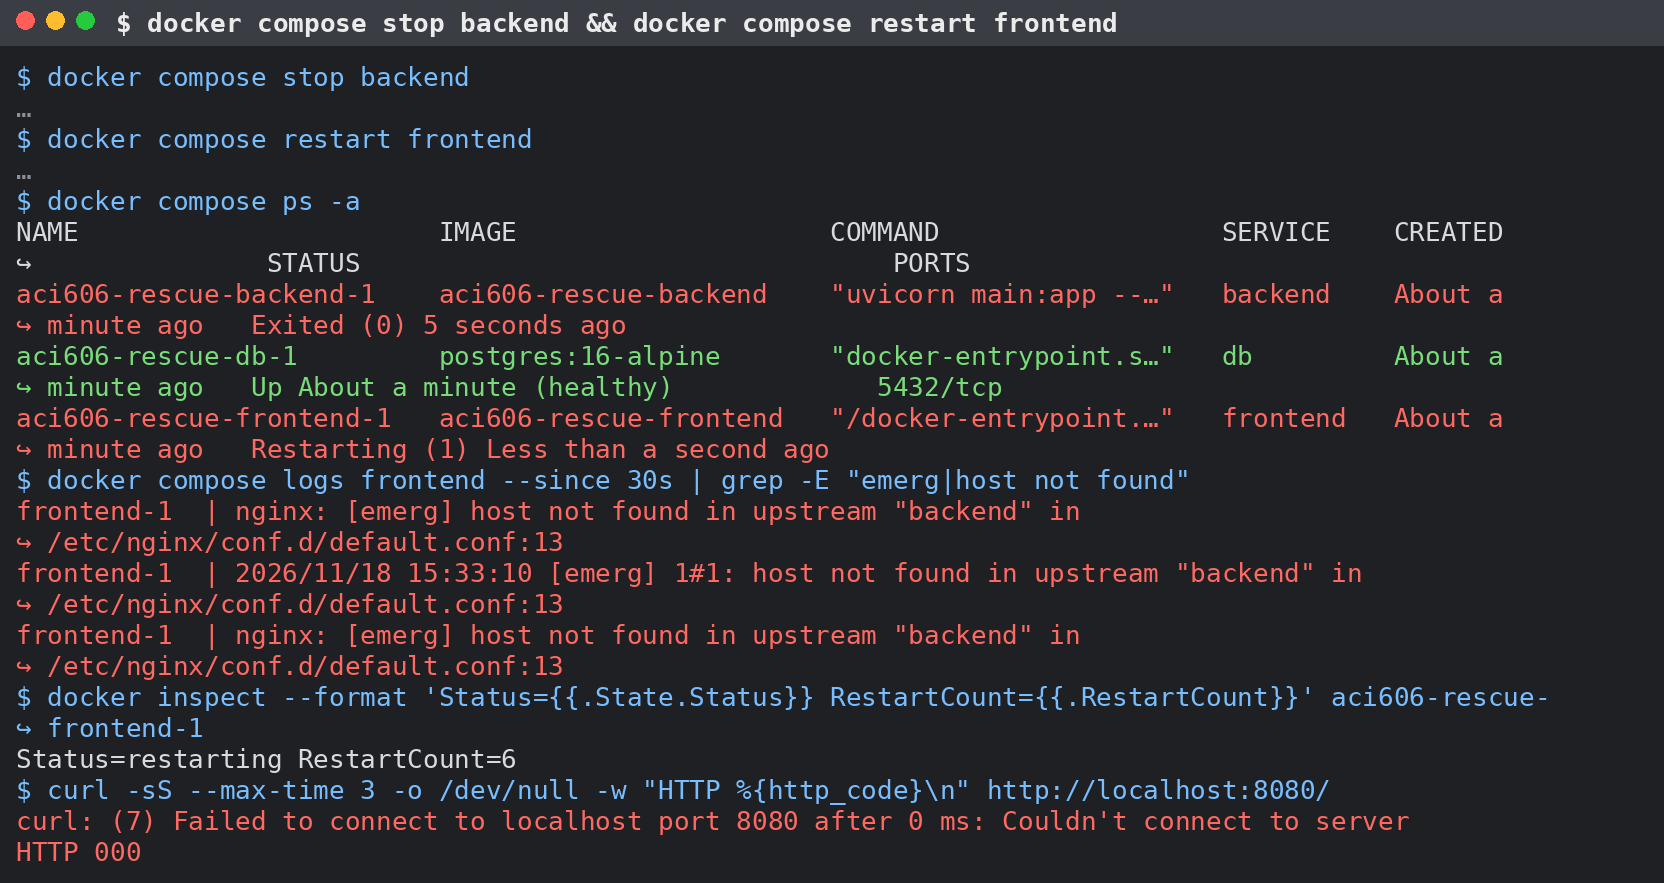 $ docker compose stop backend && docker compose restart frontend
$ docker compose stop backend
…
$ docker compose restart frontend
…
$ docker compose ps -a
NAME                       IMAGE                    COMMAND                  SERVICE    CREATED
↪               STATUS                                  PORTS
aci606-rescue-backend-1    aci606-rescue-backend    "uvicorn main:app --…"   backend    About a
↪ minute ago   Exited (0) 5 seconds ago
aci606-rescue-db-1         postgres:16-alpine       "docker-entrypoint.s…"   db         About a
↪ minute ago   Up About a minute (healthy)             5432/tcp
aci606-rescue-frontend-1   aci606-rescue-frontend   "/docker-entrypoint.…"   frontend   About a
↪ minute ago   Restarting (1) Less than a second ago
$ docker compose logs frontend --since 30s | grep -E "emerg|host not found"
frontend-1  | nginx: [emerg] host not found in upstream "backend" in
↪ /etc/nginx/conf.d/default.conf:13
frontend-1  | 2026/11/18 15:33:10 [emerg] 1#1: host not found in upstream "backend" in
↪ /etc/nginx/conf.d/default.conf:13
frontend-1  | nginx: [emerg] host not found in upstream "backend" in
↪ /etc/nginx/conf.d/default.conf:13
$ docker inspect --format 'Status={{.State.Status}} RestartCount={{.RestartCount}}' aci606-rescue-
↪ frontend-1
Status=restarting RestartCount=6
$ curl -sS --max-time 3 -o /dev/null -w "HTTP %{http_code}\n" http://localhost:8080/
curl: (7) Failed to connect to localhost port 8080 after 0 ms: Couldn't connect to server
HTTP 000